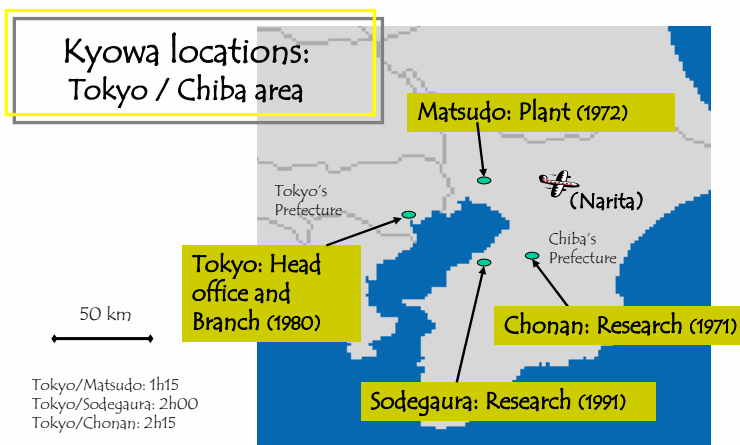 Kyowa locations:
Tokyo / Chiba area
Matsudo: Plant (1972)
Tokyo's
Prefecture
(Narita)
Chiba's
Prefecture
Tokyo: Head
office and
Branch (1980)
50 km
Chonan: Research (1971)
Tokyo/Matsudo: 1h15
Tokyo/Sodegaura: 2h00
Tokyo/Chonan: 2h15
Sodegaura: Research (1991)